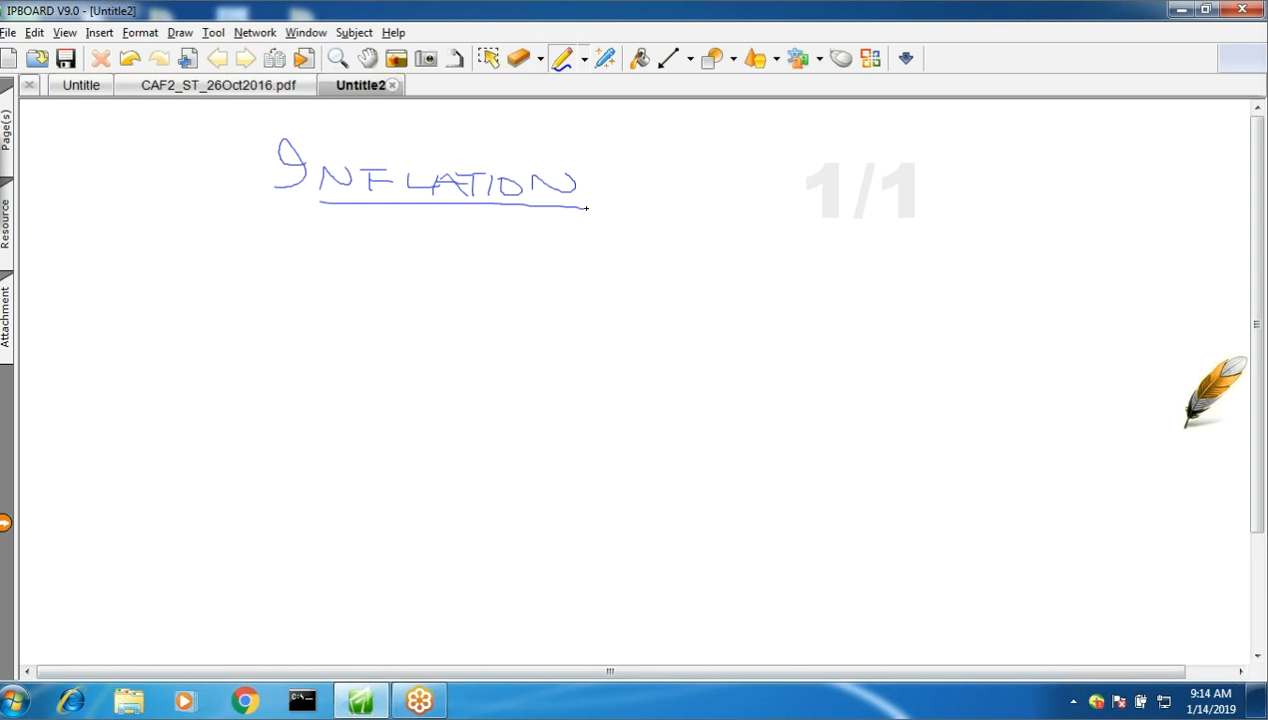 IPBOARD V9.0 - [Untitle2]
File Edit View Insert Format Draw Tool Network Window Subject Help
Untitle CAF2_ST_26Oct2016.pdf Untitle2
Page(s)
Resource
Attachment
INFLATION
1/1
9:14 AM
1/14/2019